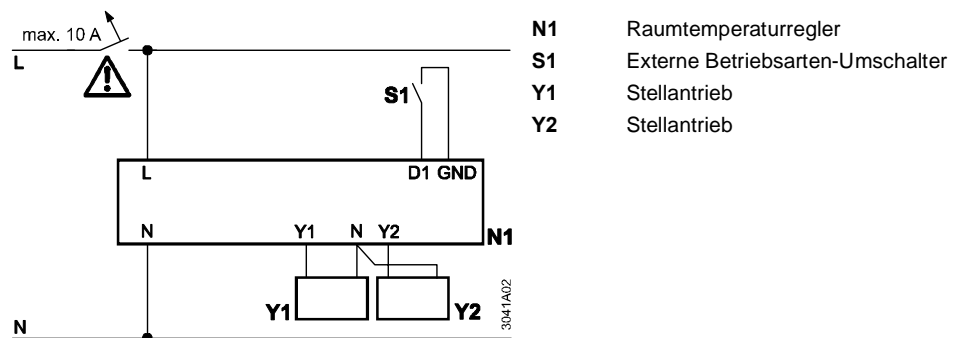 max. 10 A
L
S1
L
D1 GND
N
Y1 N Y2
N1
Y1
Y2
3041A02
N
N1 Raumtemperaturregler
S1 Externe Betriebsarten-Umschalter
Y1 Stellantrieb
Y2 Stellantrieb